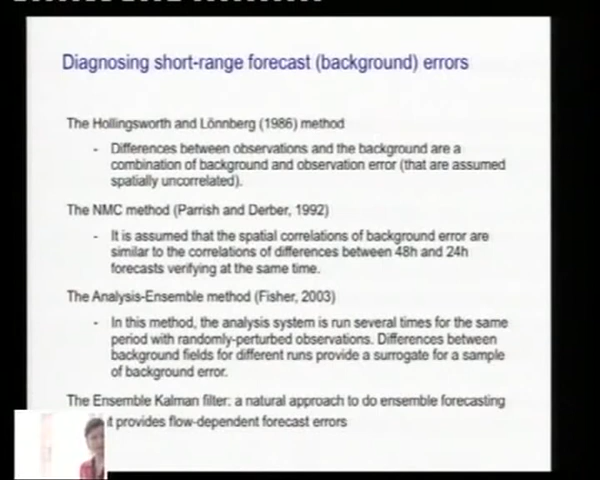 Diagnosing short-range forecast (background) errors
The Hollingsworth and Lönnberg (1986) method
- Differences between observations and the background are a
combination of background and observation error (that are assumed
spatially uncorrelated).
The NMC method (Parrish and Derber, 1992)
- It is assumed that the spatial correlations of background error are
similar to the correlations of differences between 48h and 24h
forecasts verifying at the same time.
The Analysis-Ensemble method (Fisher, 2003)
- In this method, the analysis system is run several times for the same
period with randomly-perturbed observations. Differences between
background fields for different runs provide a surrogate for a sample
of background error.
The Ensemble Kalman filter: a natural approach to do ensemble forecasting
t provides flow-dependent forecast errors